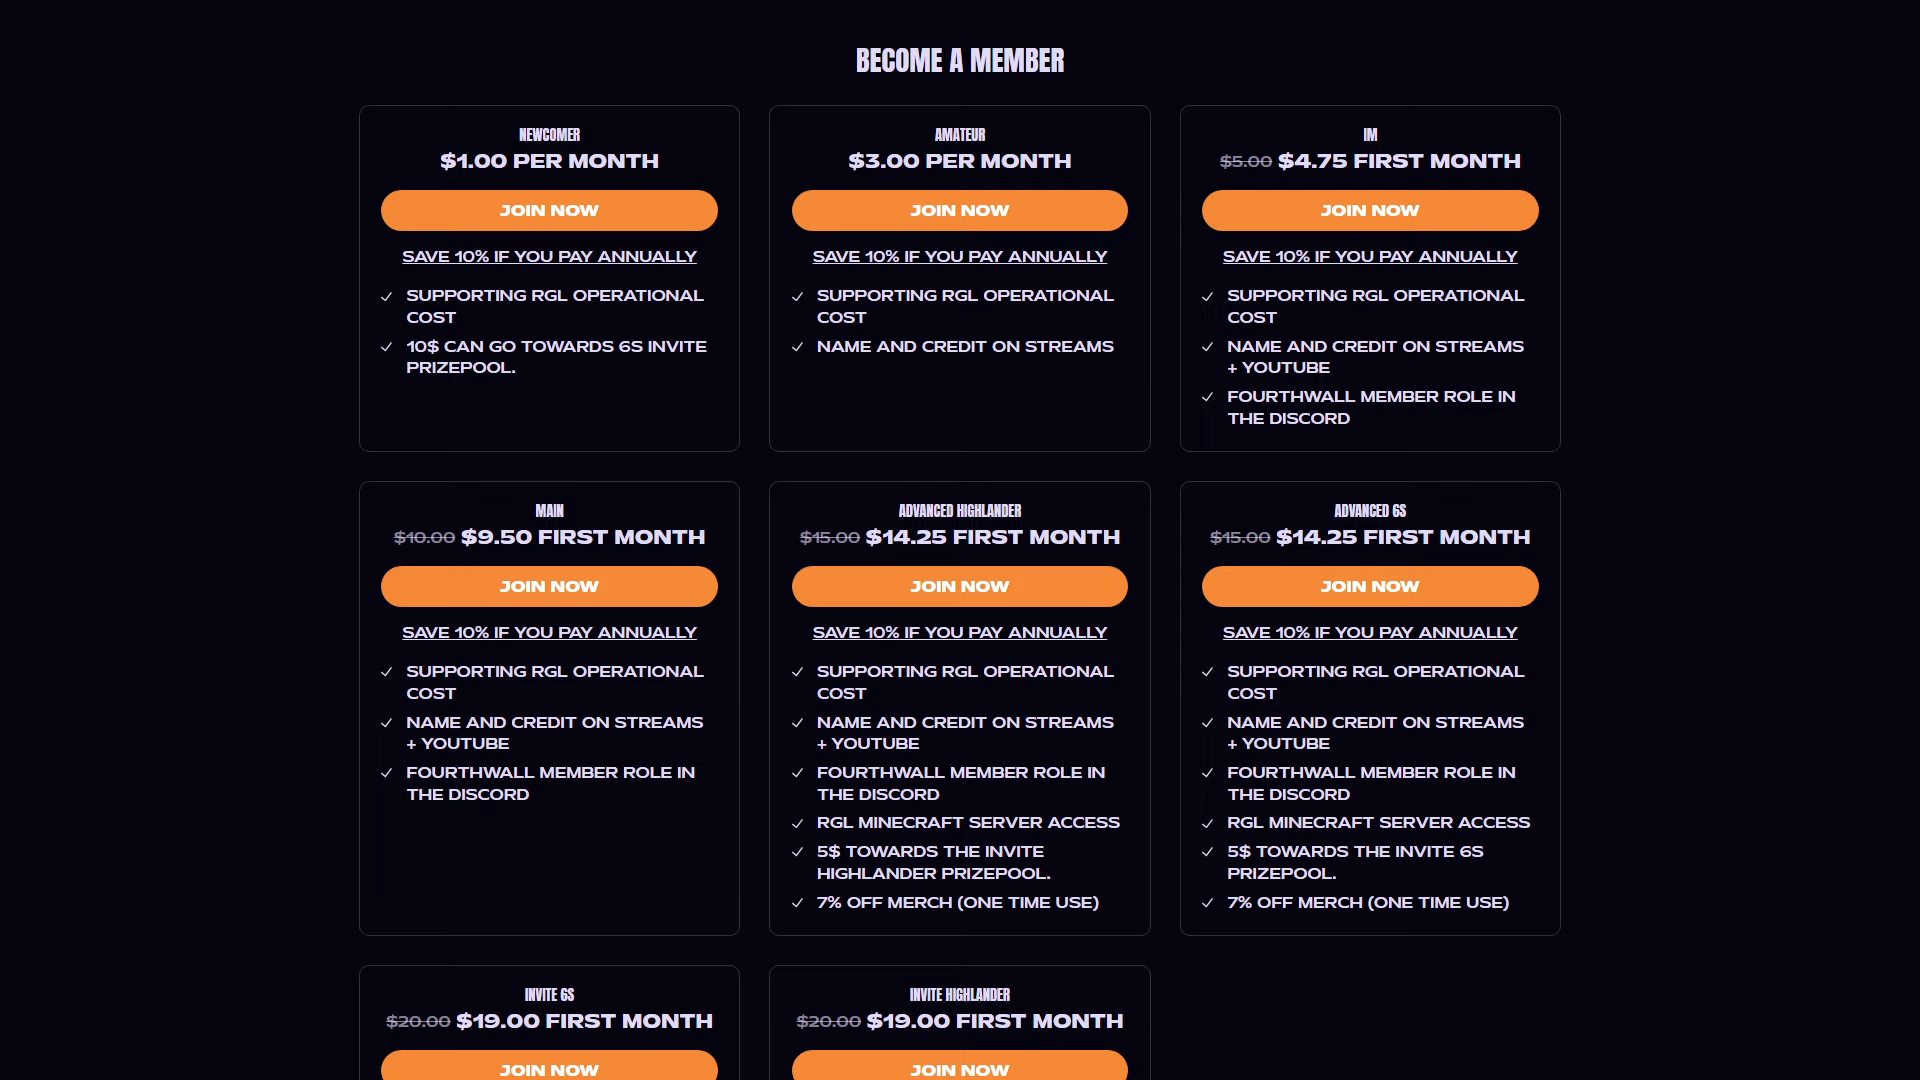 BECOME A MEMBER
NEWCOMER
$1.00 PER MONTH
JOIN NOW
SAVE 10% IF YOU PAY ANNUALLY
SUPPORTING RGL OPERATIONAL
COST
10$ CAN GO TOWARDS 6S INVITE
PRIZEPOOL.
AMATEUR
$3.00 PER MONTH
JOIN NOW
SAVE 10% IF YOU PAY ANNUALLY
SUPPORTING RGL OPERATIONAL
COST
NAME AND CREDIT ON STREAMS
IM
$5.00 $4.75 FIRST MONTH
JOIN NOW
SAVE 10% IF YOU PAY ANNUALLY
SUPPORTING RGL OPERATIONAL
COST
NAME AND CREDIT ON STREAMS
+ YOUTUBE
FOURTHWALL MEMBER ROLE IN
THE DISCORD
MAIN
$10.00 $9.50 FIRST MONTH
JOIN NOW
SAVE 10% IF YOU PAY ANNUALLY
SUPPORTING RGL OPERATIONAL
COST
NAME AND CREDIT ON STREAMS
+ YOUTUBE
FOURTHWALL MEMBER ROLE IN
THE DISCORD
ADVANCED HIGHLANDER
$15.00 $14.25 FIRST MONTH
JOIN NOW
SAVE 10% IF YOU PAY ANNUALLY
SUPPORTING RGL OPERATIONAL
COST
NAME AND CREDIT ON STREAMS
+ YOUTUBE
FOURTHWALL MEMBER ROLE IN
THE DISCORD
RGL MINECRAFT SERVER ACCESS
5$ TOWARDS THE INVITE
HIGHLANDER PRIZEPOOL.
7% OFF MERCH (ONE TIME USE)
ADVANCED 6S
$15.00 $14.25 FIRST MONTH
JOIN NOW
SAVE 10% IF YOU PAY ANNUALLY
SUPPORTING RGL OPERATIONAL
COST
NAME AND CREDIT ON STREAMS
+ YOUTUBE
FOURTHWALL MEMBER ROLE IN
THE DISCORD
RGL MINECRAFT SERVER ACCESS
5$ TOWARDS THE INVITE 6S
PRIZEPOOL.
7% OFF MERCH (ONE TIME USE)
INVITE 6S
$20.00 $19.00 FIRST MONTH
JOIN NOW
INVITE HIGHLANDER
$20.00 $19.00 FIRST MONTH
JOIN NOW